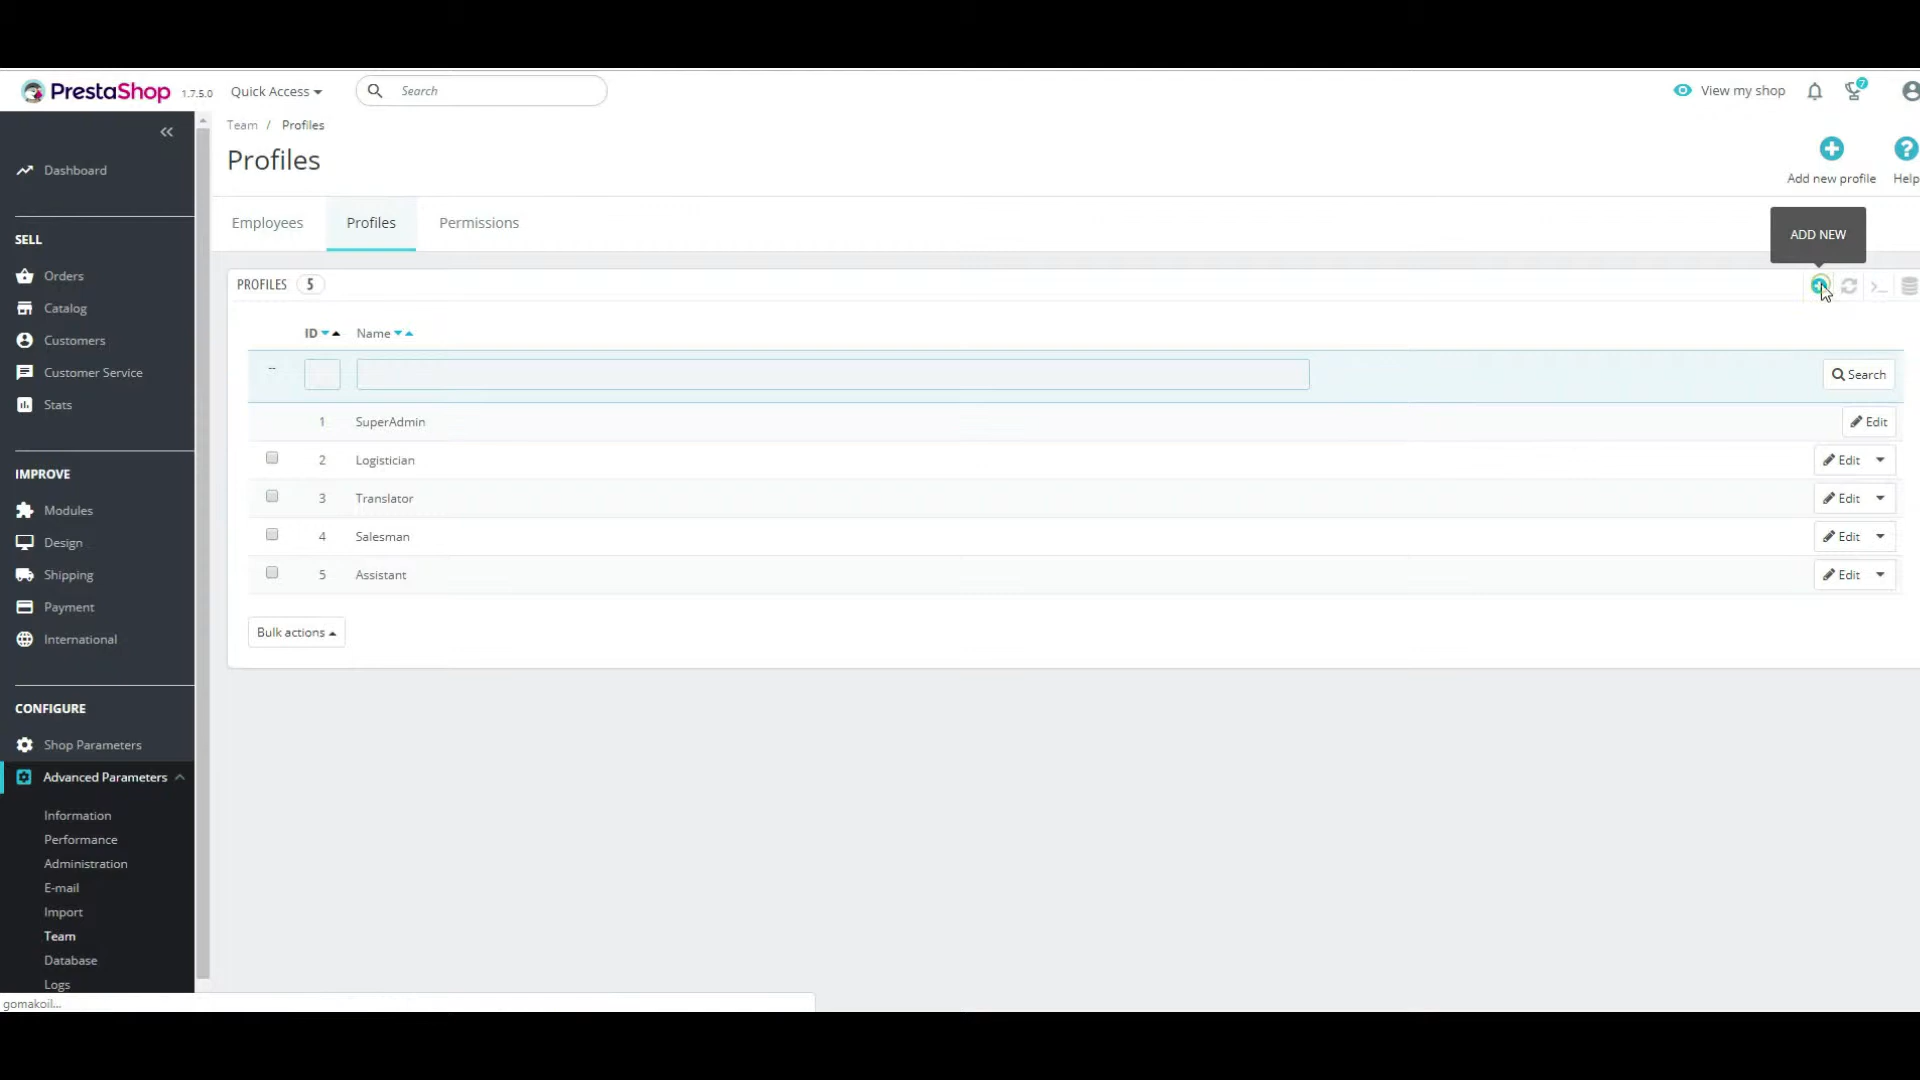 PrestaShop 1.7.5.0 Quick Access Search View my shop 7
Team / Profiles
Profiles
Add new profile Help
Employees Profiles Permissions
ADD NEW
PROFILES 5
ID Name
-- Search
1 SuperAdmin Edit
2 Logistician Edit
3 Translator Edit
4 Salesman Edit
5 Assistant Edit
Bulk actions
Dashboard
SELL
Orders
Catalog
Customers
Customer Service
Stats
IMPROVE
Modules
Design
Shipping
Payment
International
CONFIGURE
Shop Parameters
Advanced Parameters
Information
Performance
Administration
E-mail
Import
Team
Database
Logs
gomakoil...